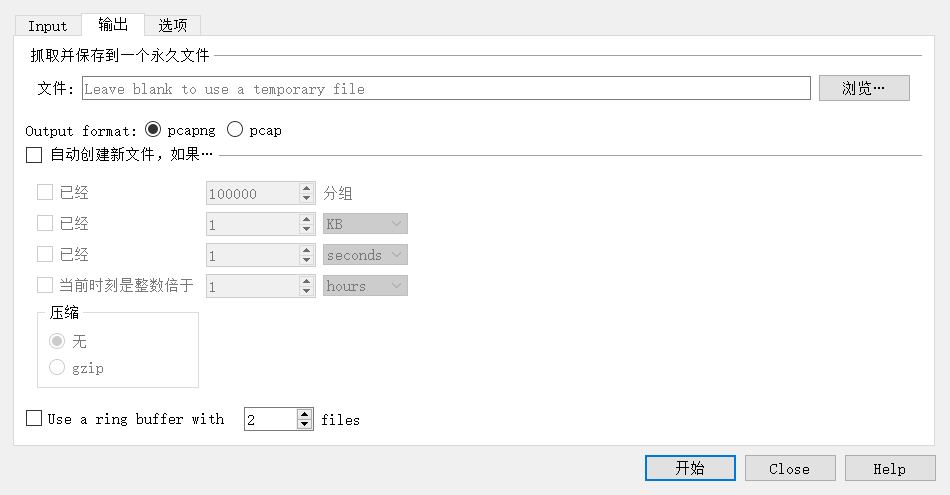 Input 输出 选项
抓取并保存到一个永久文件
文件: Leave blank to use a temporary file 浏览…
Output format: pcapng pcap
自动创建新文件，如果…
已经 100000 分组
已经 1 KB
已经 1 seconds
当前时刻是整数倍于 1 hours
压缩
无
gzip
Use a ring buffer with 2 files
开始 Close Help